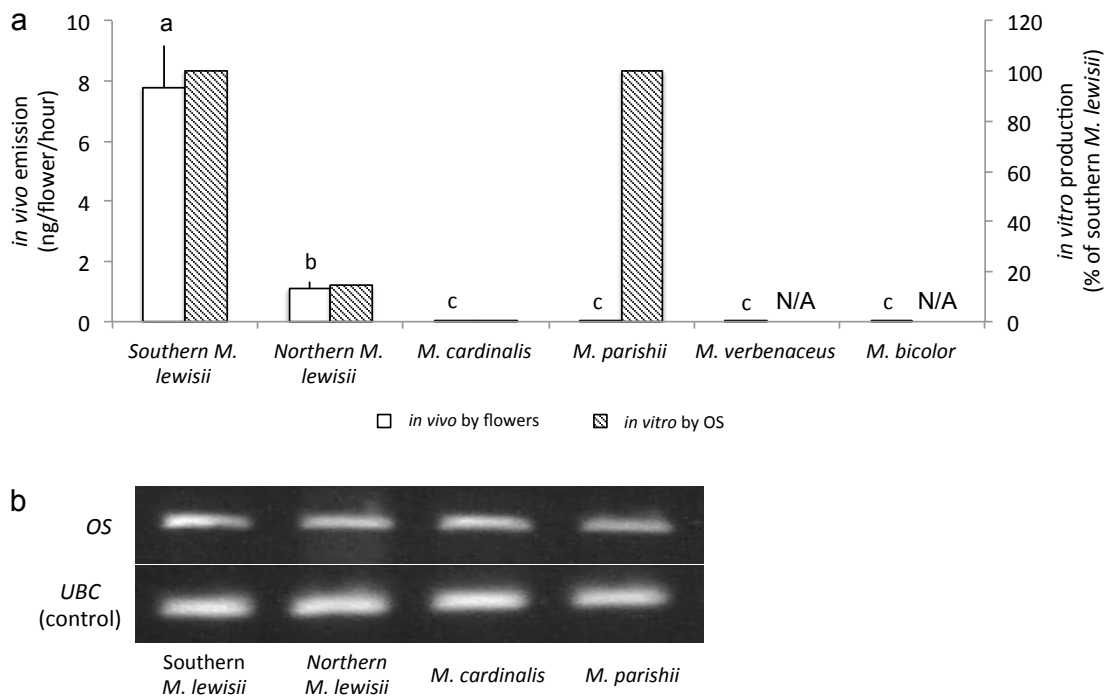 a
in vivo emission
(ng/flower/hour)
10
8
6
4
2
0
a
b
c
c
c
N/A
c
N/A
120
100
80
60
40
20
0
in vitro production
(% of southern M. lewisii)
Southern M.
lewisii
Northern M.
lewisii
M. cardinalis
M. parishii
M. verbenaceus
M. bicolor
in vivo by flowers
in vitro by OS
b
OS
UBC
(control)
Southern
M. lewisii
Northern
M. lewisii
M. cardinalis
M. parishii